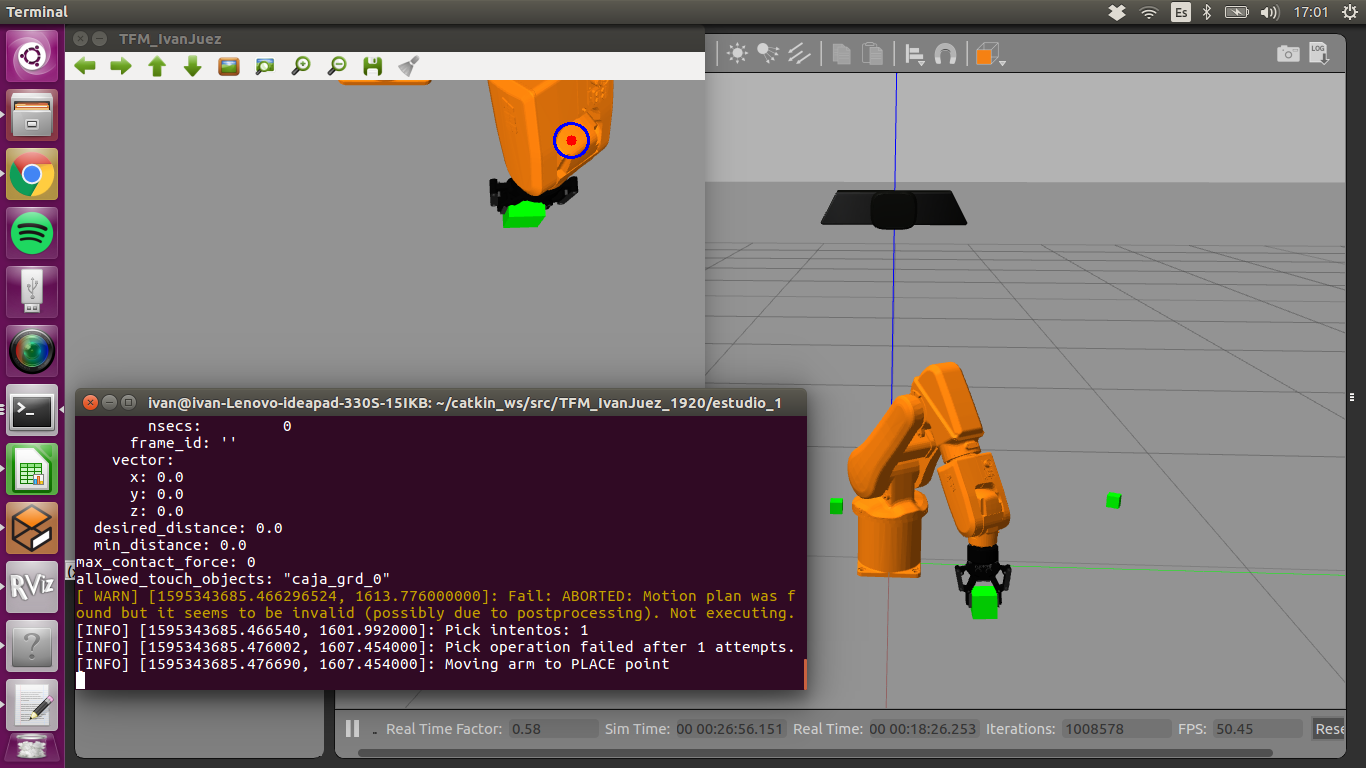 Terminal
Es
17:01
TFM_IvanJuez
LOG
ivan@ivan-Lenovo-ideapad-330S-15IKB: ~/catkin_ws/src/TFM_IvanJuez_1920/estudio_1
nsecs: 0
frame_id: ''
vector:
x: 0.0
y: 0.0
z: 0.0
desired_distance: 0.0
min_distance: 0.0
max_contact_force: 0
allowed_touch_objects: "caja_grd_0"
[ WARN] [1595343685.466296524, 1613.776000000]: Fail: ABORTED: Motion plan was f
ound but it seems to be invalid (possibly due to postprocessing). Not executing.
[INFO] [1595343685.466540, 1601.992000]: Pick intentos: 1
[INFO] [1595343685.476002, 1607.454000]: Pick operation failed after 1 attempts.
[INFO] [1595343685.476690, 1607.454000]: Moving arm to PLACE point
RViz
Real Time Factor: 0.58 Sim Time: 00 00:26:56.151 Real Time: 00 00:18:26.253 Iterations: 1008578 FPS: 50.45 Rese